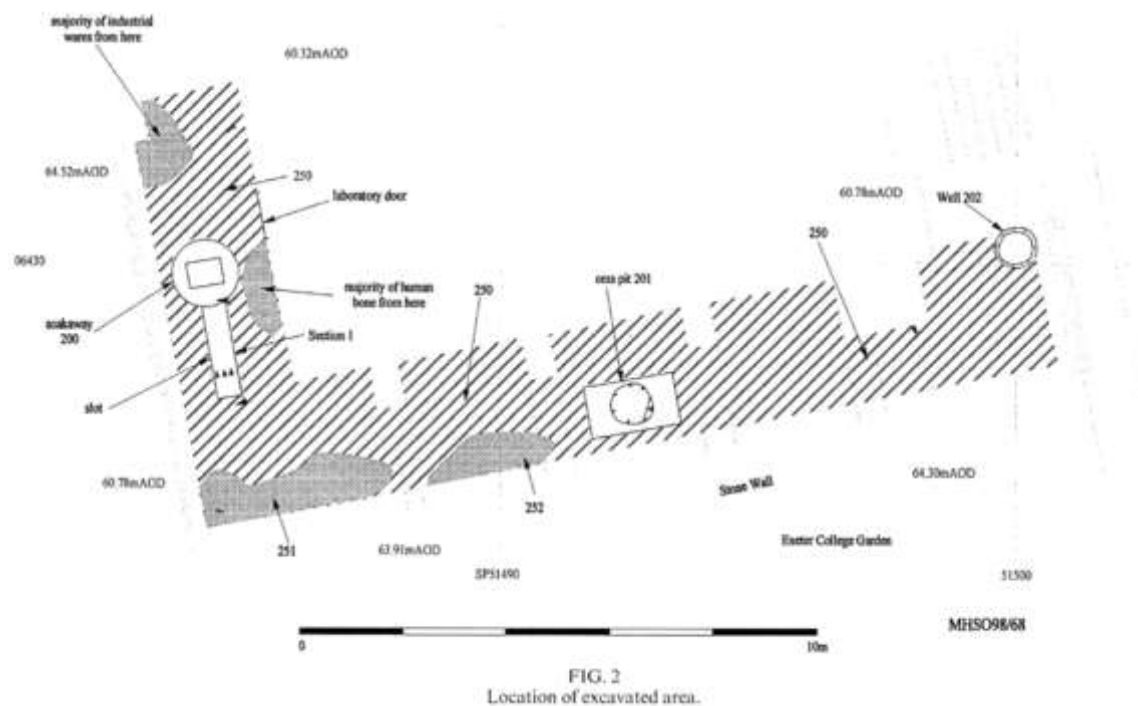 majority of industrial
wares from here
60.32mAOD
64.52mAOD
250
laboratory door
60.78mAOD
Well 202
250
06430
majority of human
bone from here
250
oma pit 201
soakaway
200
Section 1
slot
60.78mAOD
64.30mAOD
Stone Wall
252
251
63.91mAOD
Exeter College Garden
SP51490
51500
MHSO98/68
0
10m
FIG. 2
Location of excavated area.